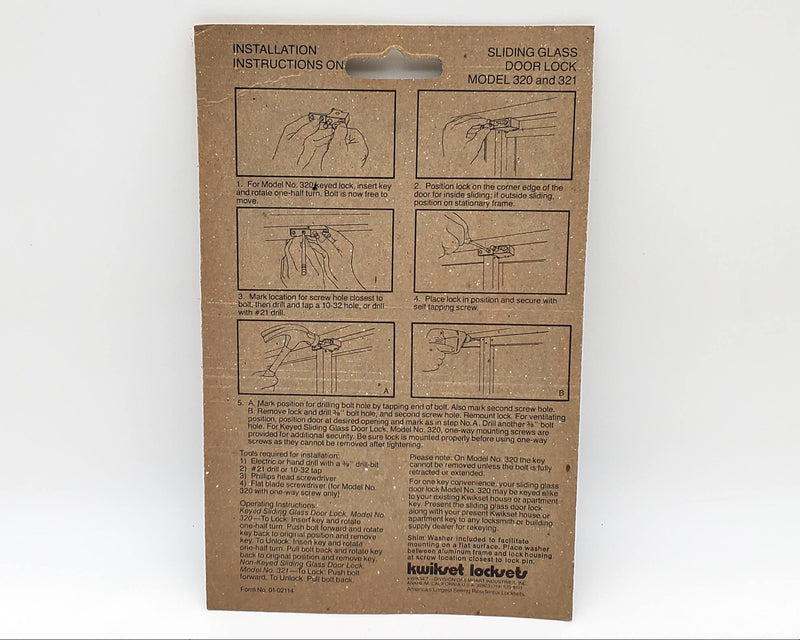 INSTALLATION
INSTRUCTIONS ON
SLIDING GLASS
DOOR LOCK
MODEL 320 and 321
1. For Model No. 320 keyed lock, insert key
and rotate one-half turn. Bolt is now free to
move.
2. Position lock on the corner edge of the
door for inside sliding; if outside sliding,
position on stationary frame.
3. Mark location for screw hole closest to
bolt, then drill and tap a 10-32 hole, or drill
with #21 drill.
4. Place lock in position and secure with
self tapping screw.
A
B
5. A. Mark position for drilling bolt hole by tapping end of bolt. Also mark second screw hole.
B. Remove lock and drill ⅜" bolt hole, and second screw hole. Remount lock. For ventilating
position, position door at desired opening and mark as in step No. A. Drill another ⅜" bolt
hole. For Keyed Sliding Glass Door Lock, Model No. 320, one-way mounting screws are
provided for additional security. Be sure lock is mounted properly before using one-way
screws as they cannot be removed after tightening.
Tools required for installation:
1) Electric or hand drill with a ⅜" drill-bit
2) #21 drill or 10-32 tap
3) Phillips head screwdriver
4) Flat blade screwdriver (for Model No.
320 with one-way screw only)
Operating Instructions:
Keyed Sliding Glass Door Lock, Model No.
320—To Lock: Insert key and rotate
one-half turn. Push bolt forward and rotate
key back to original position and remove
key. To Unlock: Insert key and rotate
one-half turn. Pull bolt back and rotate key
back to original position and remove key.
Non-Keyed Sliding Glass Door Lock,
Model No. 321—To Lock: Push bolt
forward. To Unlock: Pull bolt back.
Form No. 01-02114
Please note: On Model No. 320 the key
cannot be removed unless the bolt is fully
retracted or extended.
For one key convenience, your sliding glass
door lock Model No. 320 may be keyed alike
to your existing Kwikset house or apartment
key. Present the sliding glass door lock
along with your present Kwikset house or
apartment key to any locksmith or building
supply dealer for rekeying.
Shim Washer included to facilitate
mounting on a flat surface. Place washer
between aluminum frame and lock housing
at screw location closest to lock pin.
kwikset locksets
KWIKSET – DIVISION OF EMHART INDUSTRIES, INC.
ANAHEIM, CALIFORNIA U.S.A.
America's Largest Selling Residential Locksets